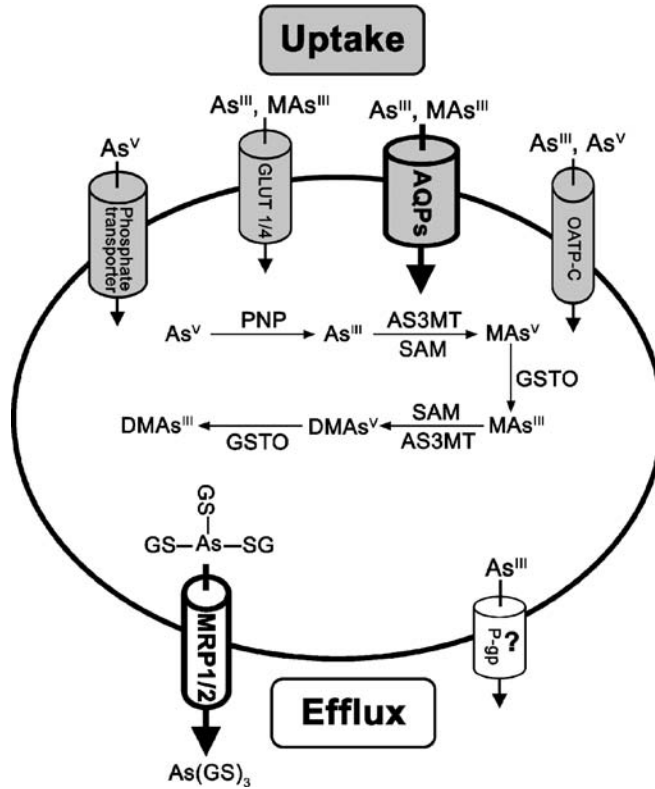 Uptake
As^III, MAs^III
As^III, MAs^III
As^V
As^III, As^V
Phosphate
transporter
GLUT 1/4
AQPs
OATP-C
As^V
PNP
As^III
AS3MT
SAM
MAs^V
GSTO
DMAs^III
GSTO
DMAs^V
SAM
AS3MT
MAs^III
GS
GS—As—SG
MRP1/2
As(GS)₃
As^III
P-gp
?
Efflux